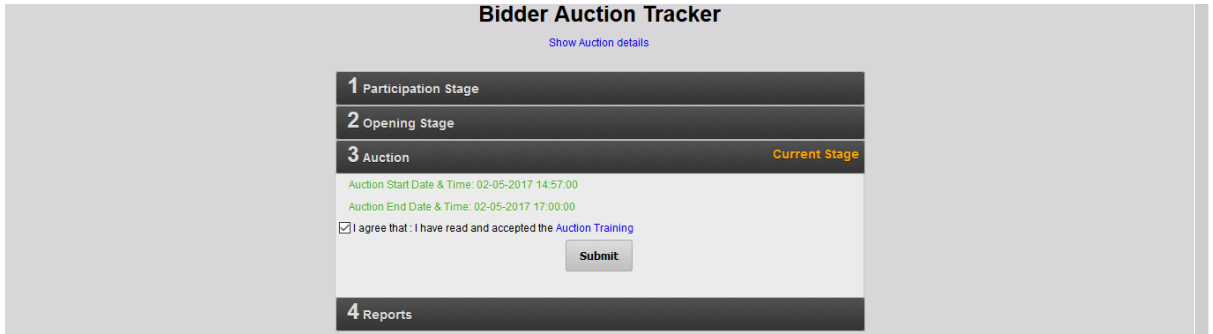 Bidder Auction Tracker
Show Auction details
1 Participation Stage
2 Opening Stage
3 Auction Current Stage
Auction Start Date & Time: 02-05-2017 14:57:00
Auction End Date & Time: 02-05-2017 17:00:00
I agree that : I have read and accepted the Auction Training
Submit
4 Reports